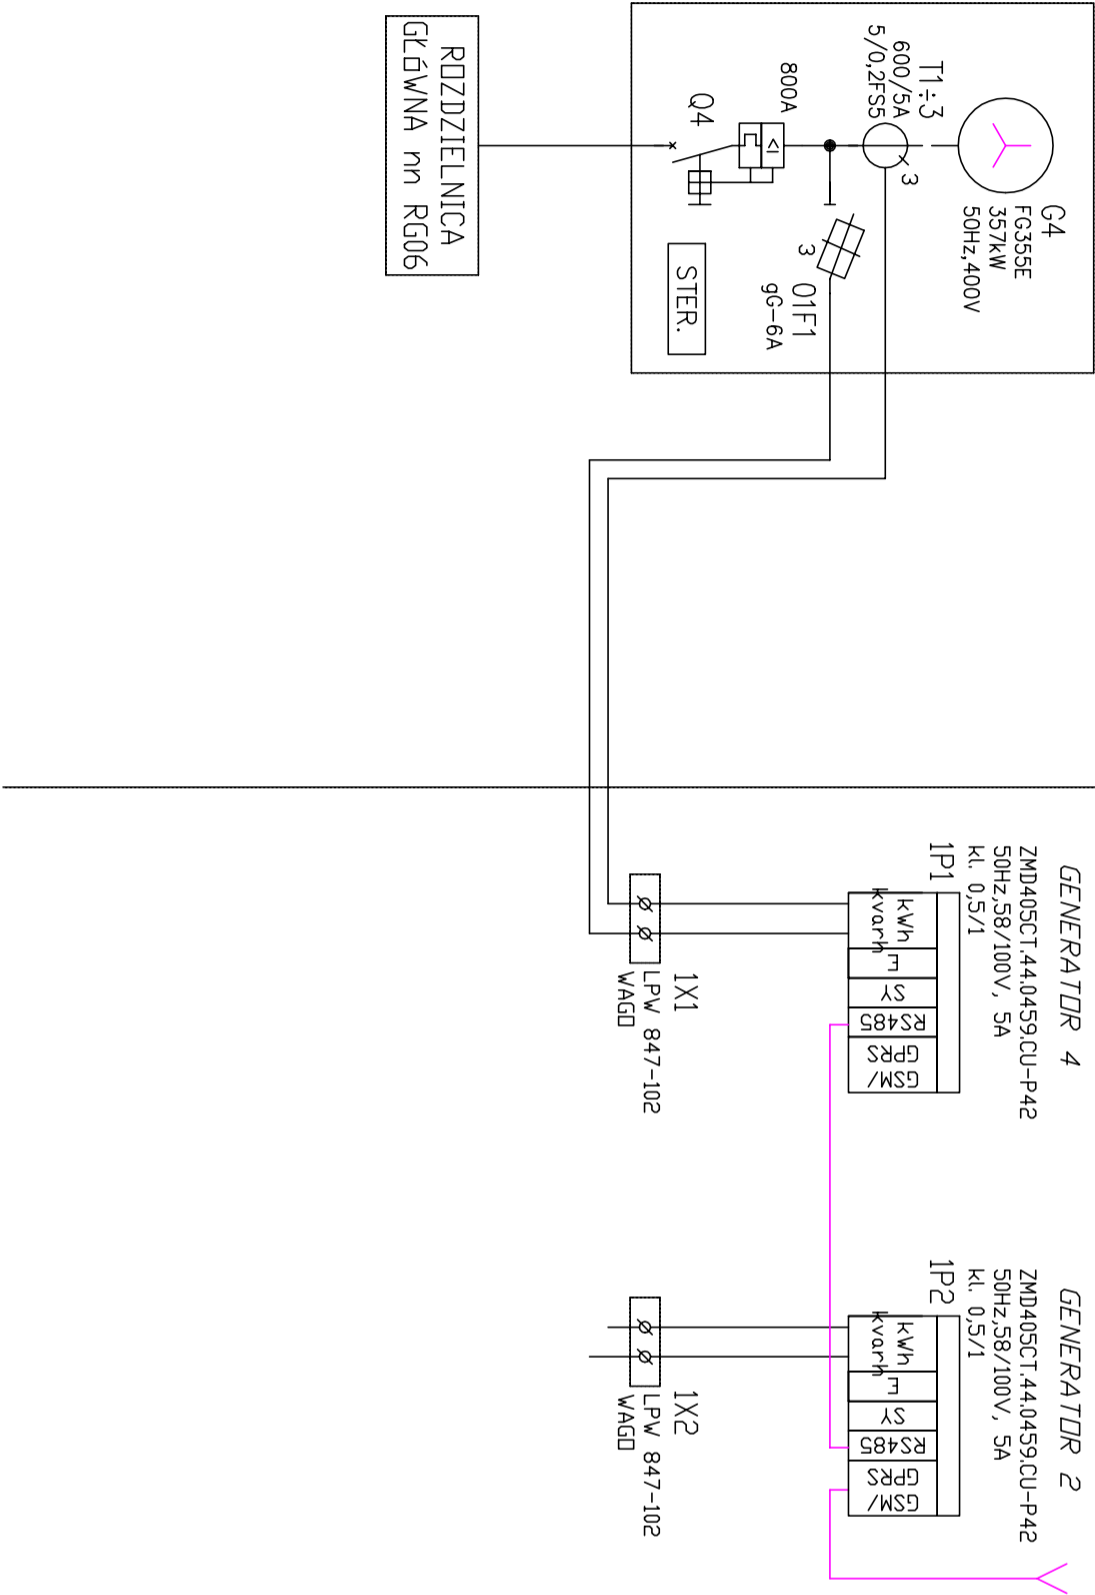 G4
FG355E
357kW
50Hz,400V
T1÷3
600/5A
5/0,2FS5
3
3
01F1
gG-6A
800A
I>
Q4
STER.
ROZDZIELNICA
GŁÓWNA nn RG06
GENERATOR 4
ZMD405CT.44.0459.CU-P42
50Hz,58/100V, 5A
kl. 0,5/1
1P1
kWh
kvarh
E
SY
RS485
GSM/
GPRS
1X1
LPW 847-102
WAGO
GENERATOR 2
ZMD405CT.44.0459.CU-P42
50Hz,58/100V, 5A
kl. 0,5/1
1P2
kWh
kvarh
E
SY
RS485
GSM/
GPRS
1X2
LPW 847-102
WAGO